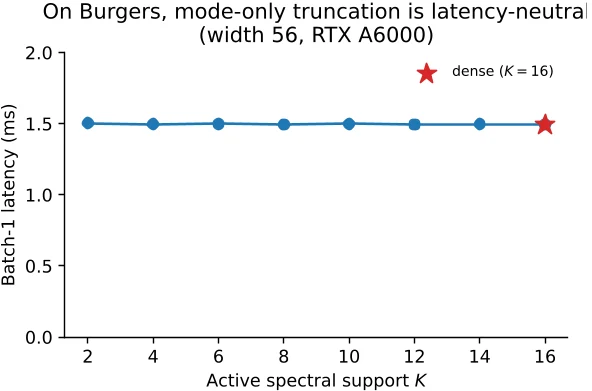 On Burgers, mode-only truncation is latency-neutral
(width 56, RTX A6000)
2.0
dense (K = 16)
1.5
1.0
0.5
0.0
Batch-1 latency (ms)
2 4 6 8 10 12 14 16
Active spectral support K